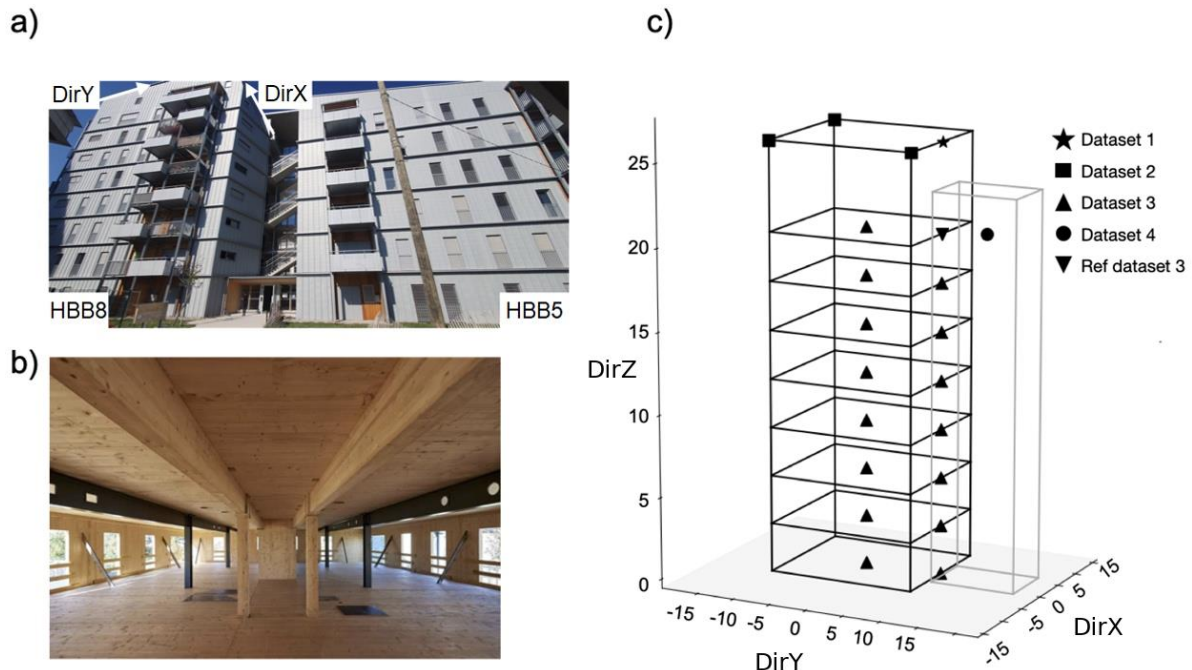 a)
DirY
DirX
HBB8
HBB5
b)
c)
25
20
15
10
5
0
DirZ
-15
-10
-5
0
5
10
15
DirY
-15
-5
0
5
15
DirX
Dataset 1
Dataset 2
Dataset 3
Dataset 4
Ref dataset 3